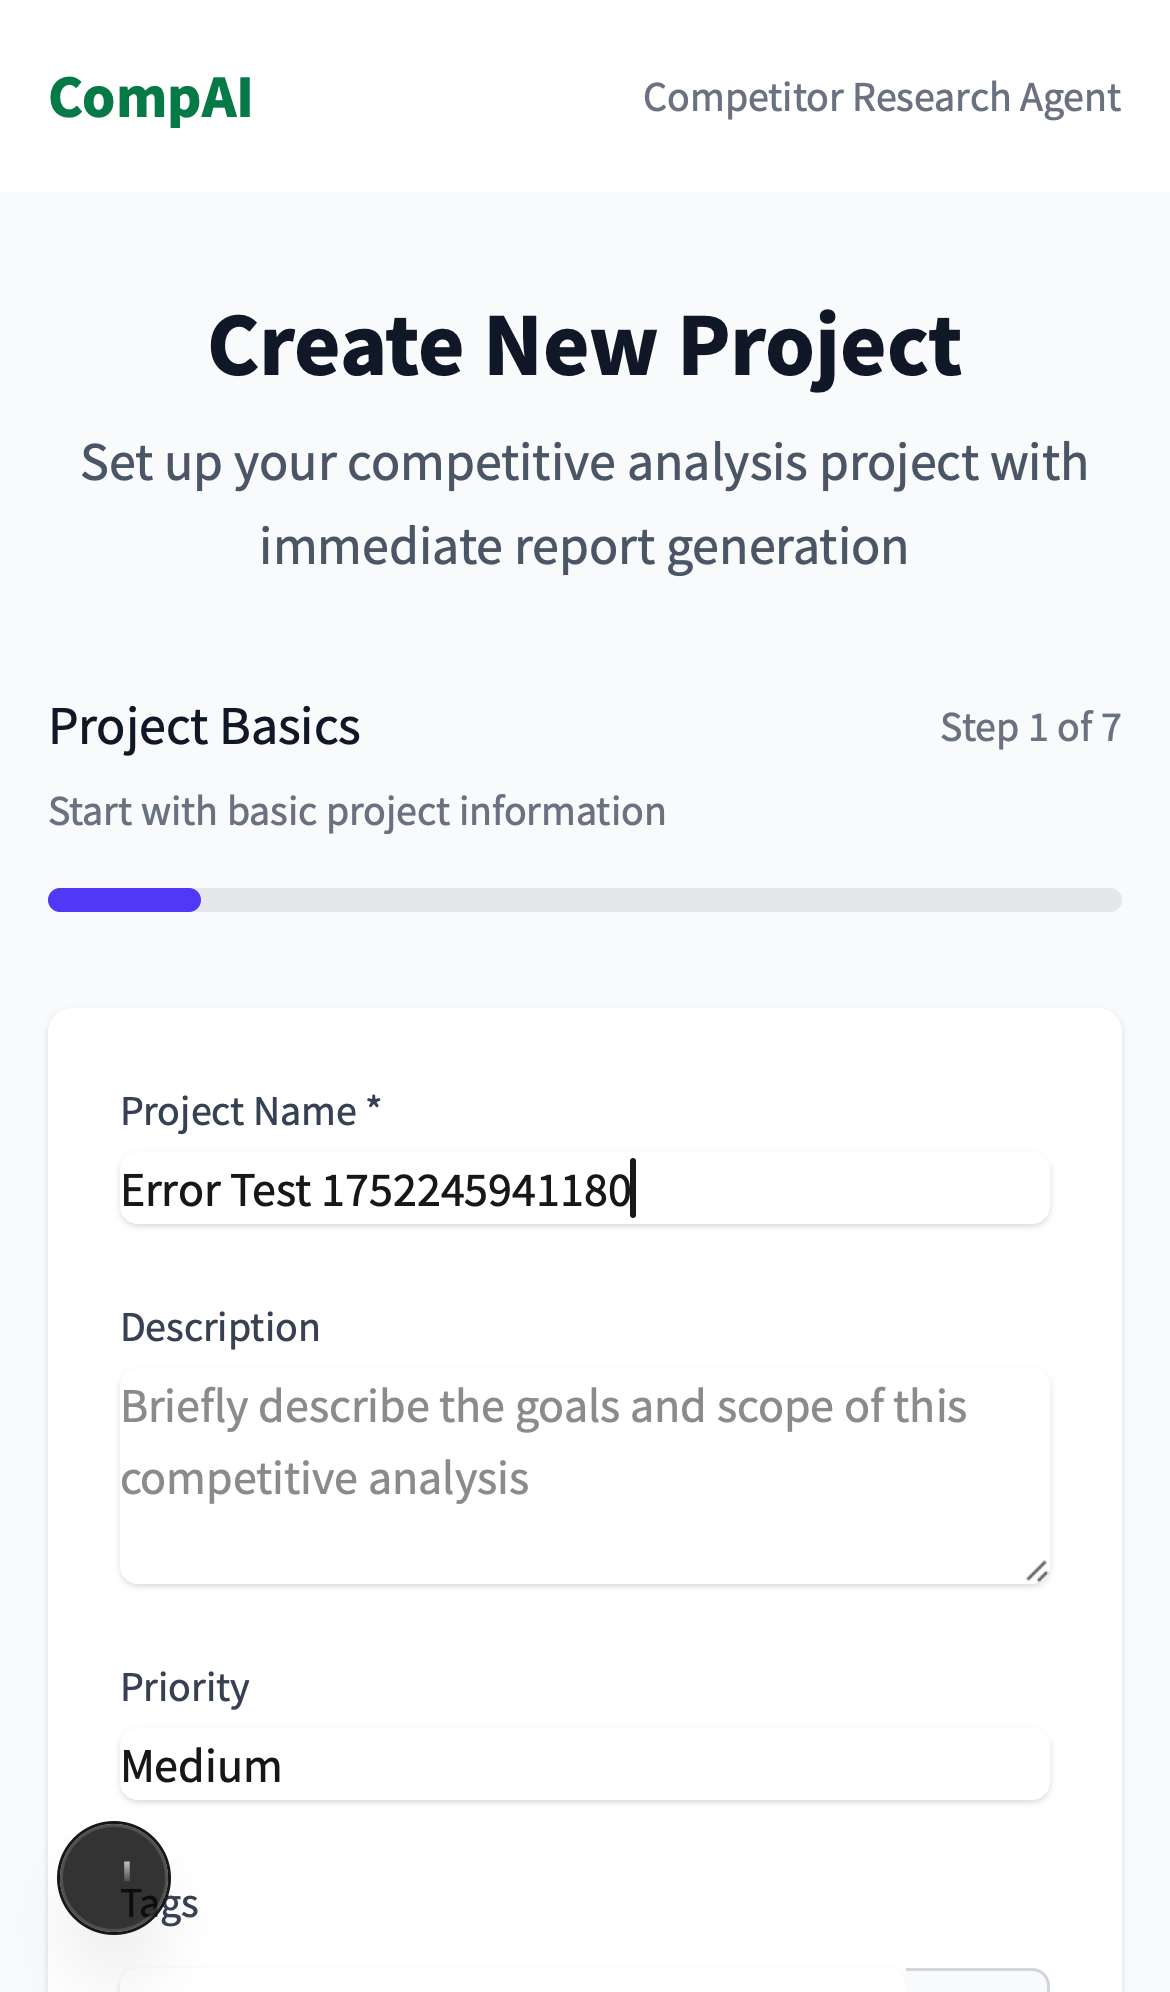 CompAI
Competitor Research Agent
Create New Project
Set up your competitive analysis project with
immediate report generation
Project Basics
Step 1 of 7
Start with basic project information
Project Name *
Error Test 1752245941180
Description
Briefly describe the goals and scope of this
competitive analysis
Priority
Medium
Tags